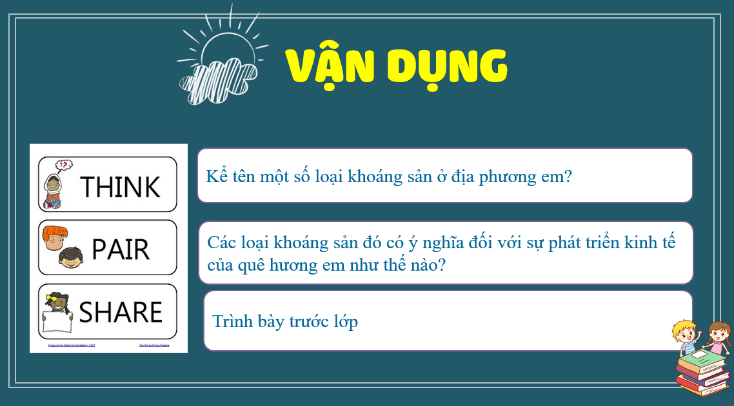 VẬN DỤNG
THINK
Kể tên một số loại khoáng sản ở địa phương em?
PAIR
Các loại khoáng sản đó có ý nghĩa đối với sự phát triển kinh tế
của quê hương em như thế nào?
SHARE
Trình bày trước lớp